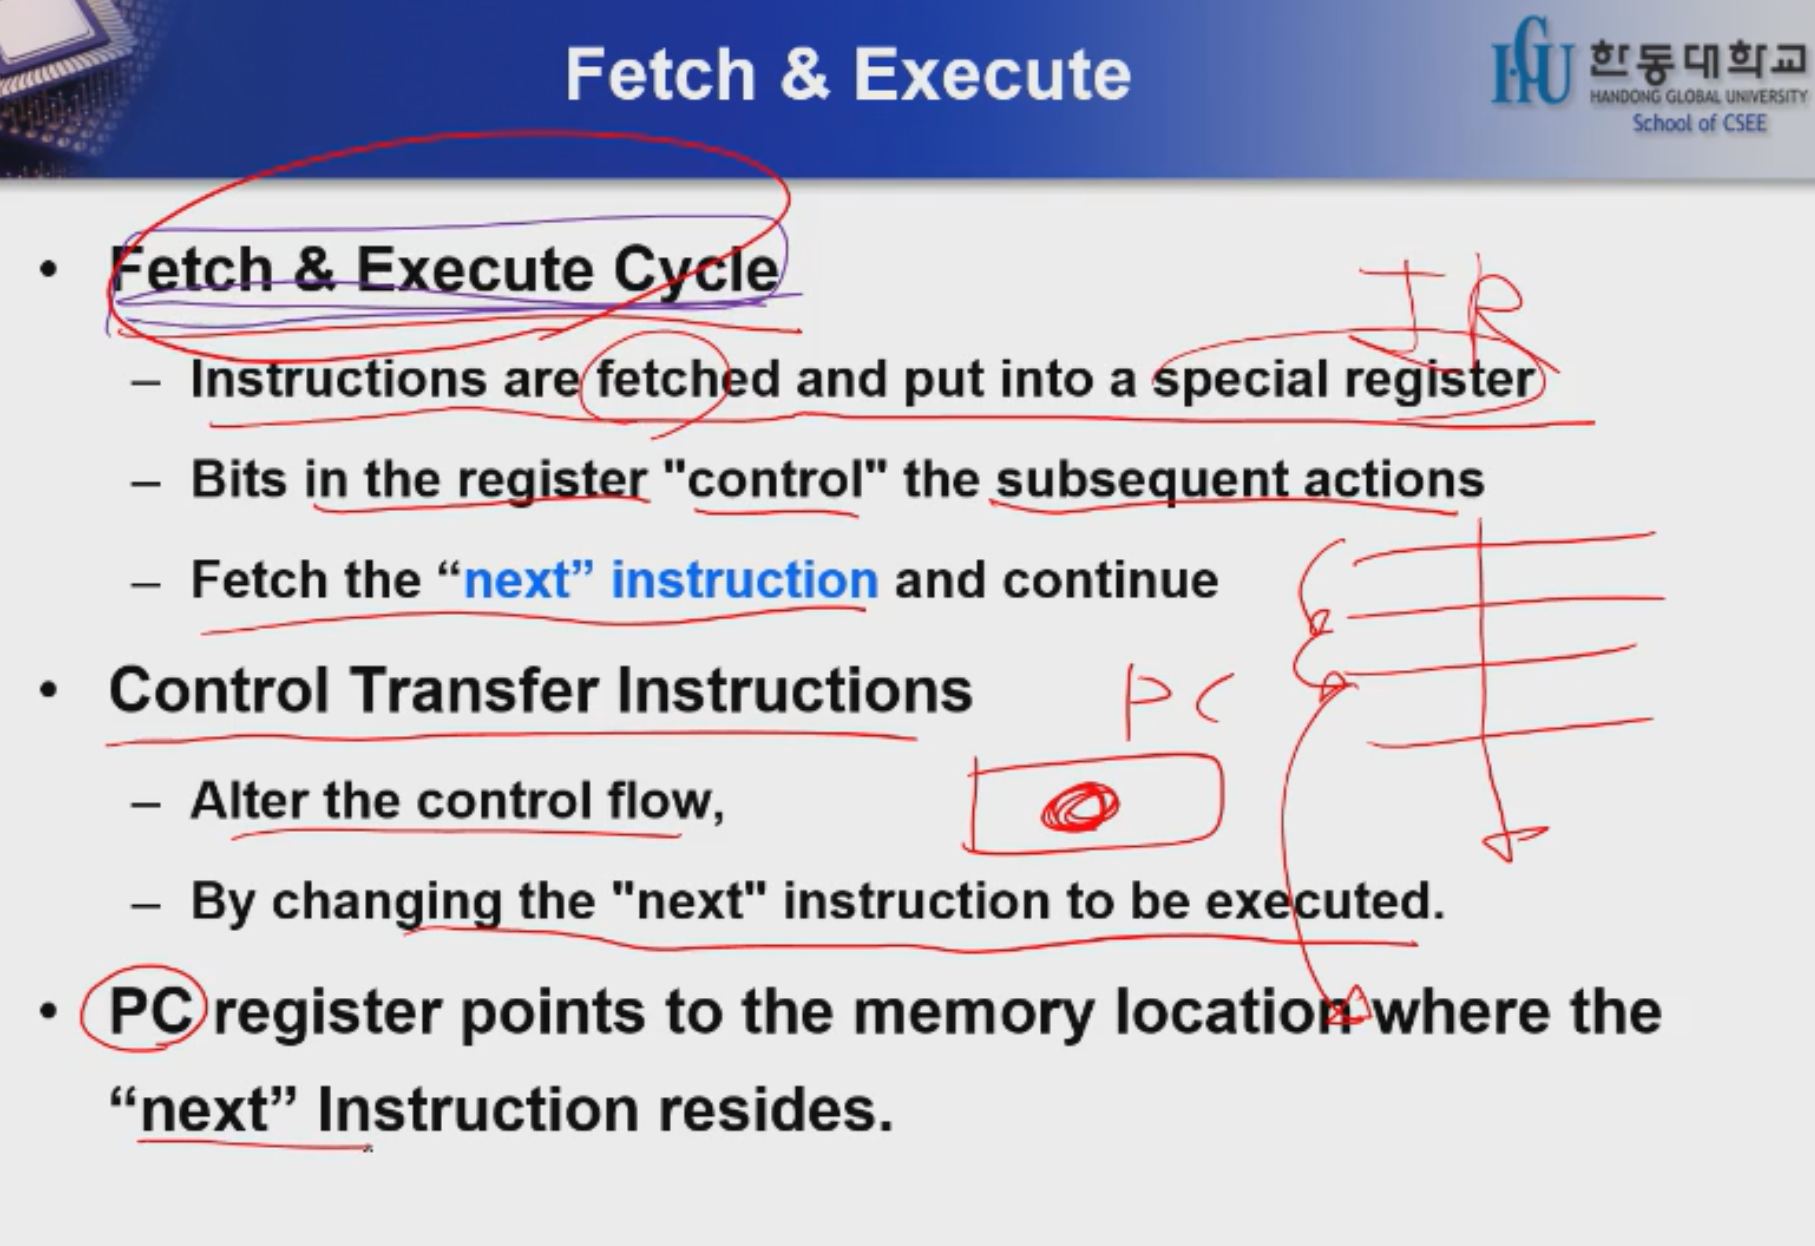 Fetch & Execute
한동대학교
HANDONG GLOBAL UNIVERSITY
School of CSEE
• Fetch & Execute Cycle
IR
– Instructions are fetched and put into a special register
– Bits in the register "control" the subsequent actions
– Fetch the “next” instruction and continue
• Control Transfer Instructions
PC
– Alter the control flow,
– By changing the "next" instruction to be executed.
• PC register points to the memory location where the
“next” Instruction resides.